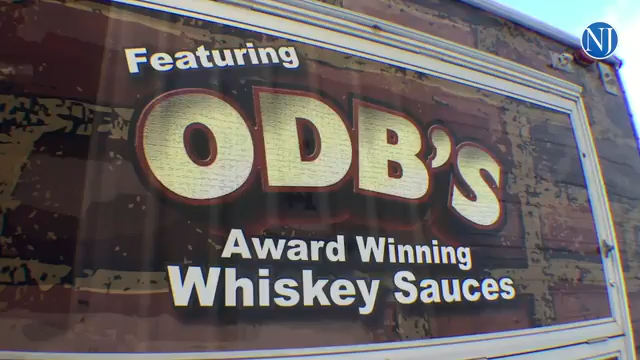 NJ
Featuring
ODB'S
Award Winning
Whiskey Sauces